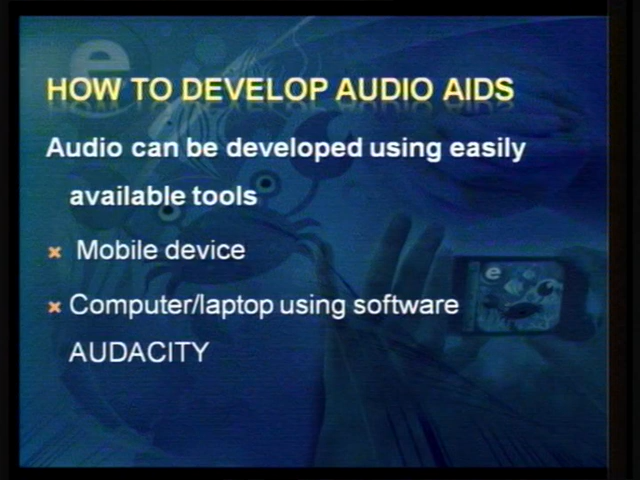 e
HOW TO DEVELOP AUDIO AIDS
Audio can be developed using easily
available tools
Mobile device
e
Computer/laptop using software
AUDACITY